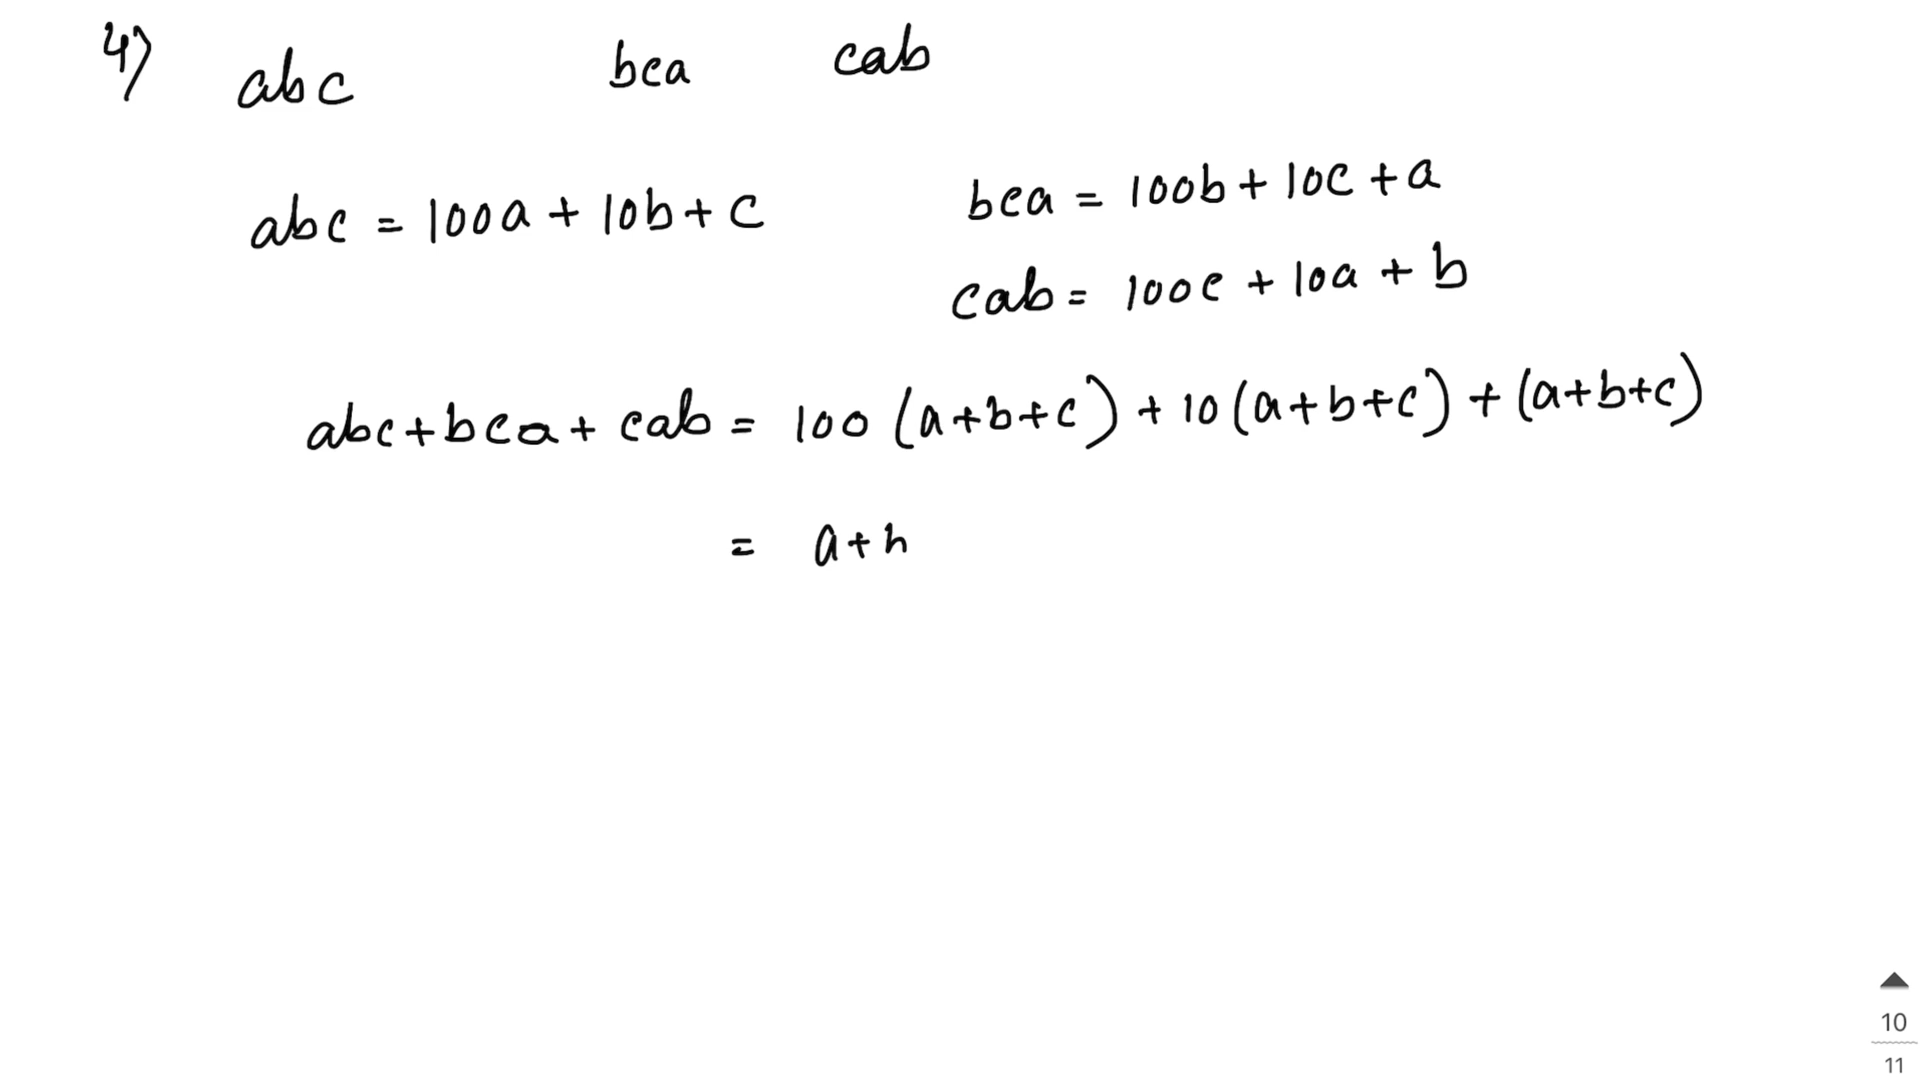 4) abc bca cab
abc = 100a + 10b + c
bca = 100b + 10c + a
cab = 100c + 10a + b
abc+bca+cab = 100 (a+b+c) + 10 (a+b+c) + (a+b+c)
= a+h
10
11